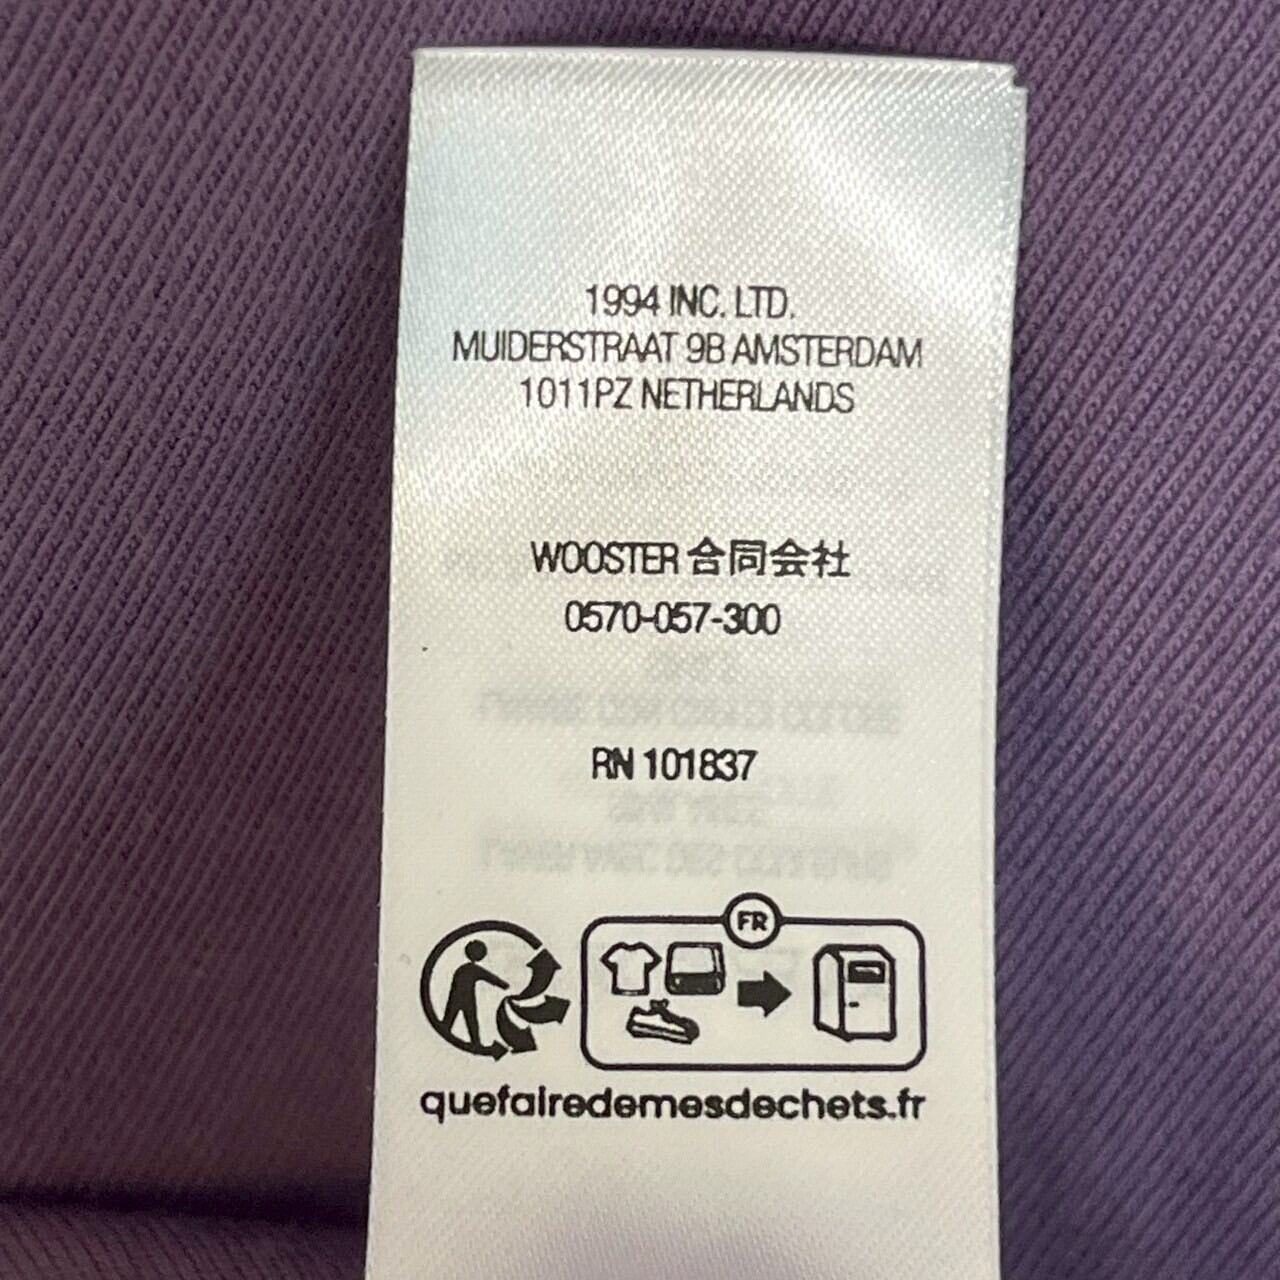 1994 INC. LTD.
MUIDERSTRAAT 9B AMSTERDAM
1011PZ NETHERLANDS
WOOSTER 合同会社
0570-057-300
RN 101837
FR
quefairedemesdechets.fr